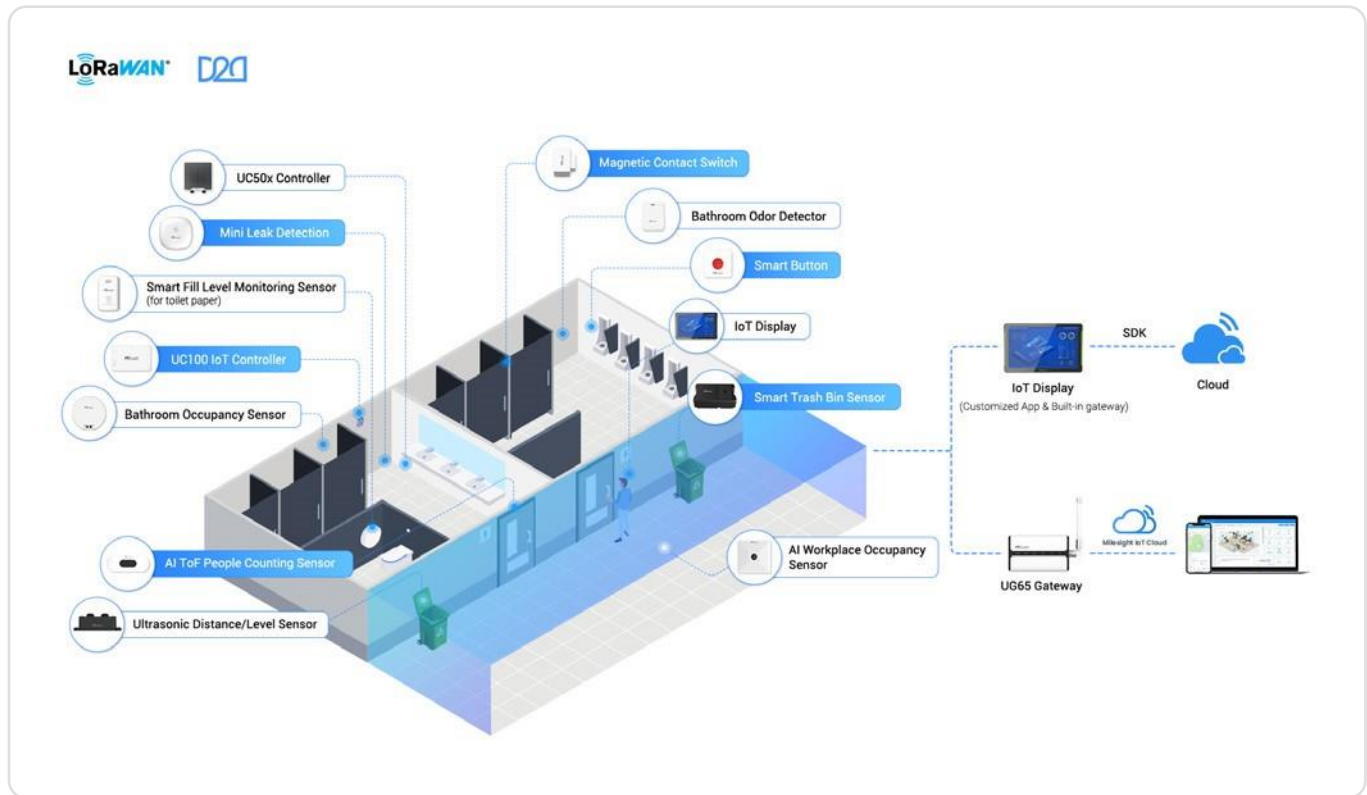 LoRaWAN®
D2D
UC50x Controller
Mini Leak Detection
Smart Fill Level Monitoring Sensor
(for toilet paper)
UC100 IoT Controller
Bathroom Occupancy Sensor
AI ToF People Counting Sensor
Ultrasonic Distance/Level Sensor
Magnetic Contact Switch
Bathroom Odor Detector
Smart Button
IoT Display
Smart Trash Bin Sensor
AI Workplace Occupancy
Sensor
IoT Display
(Customized App & Built-in gateway)
SDK
Cloud
UG65 Gateway
Milesight IoT Cloud